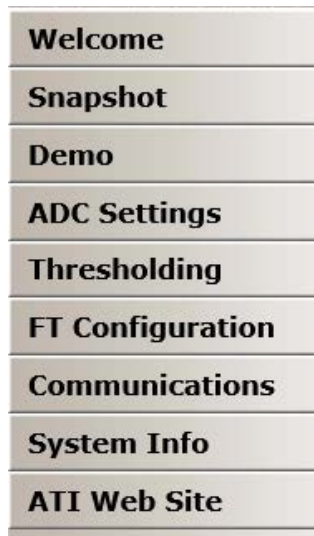 Welcome
Snapshot
Demo
ADC Settings
Thresholding
FT Configuration
Communications
System Info
ATI Web Site